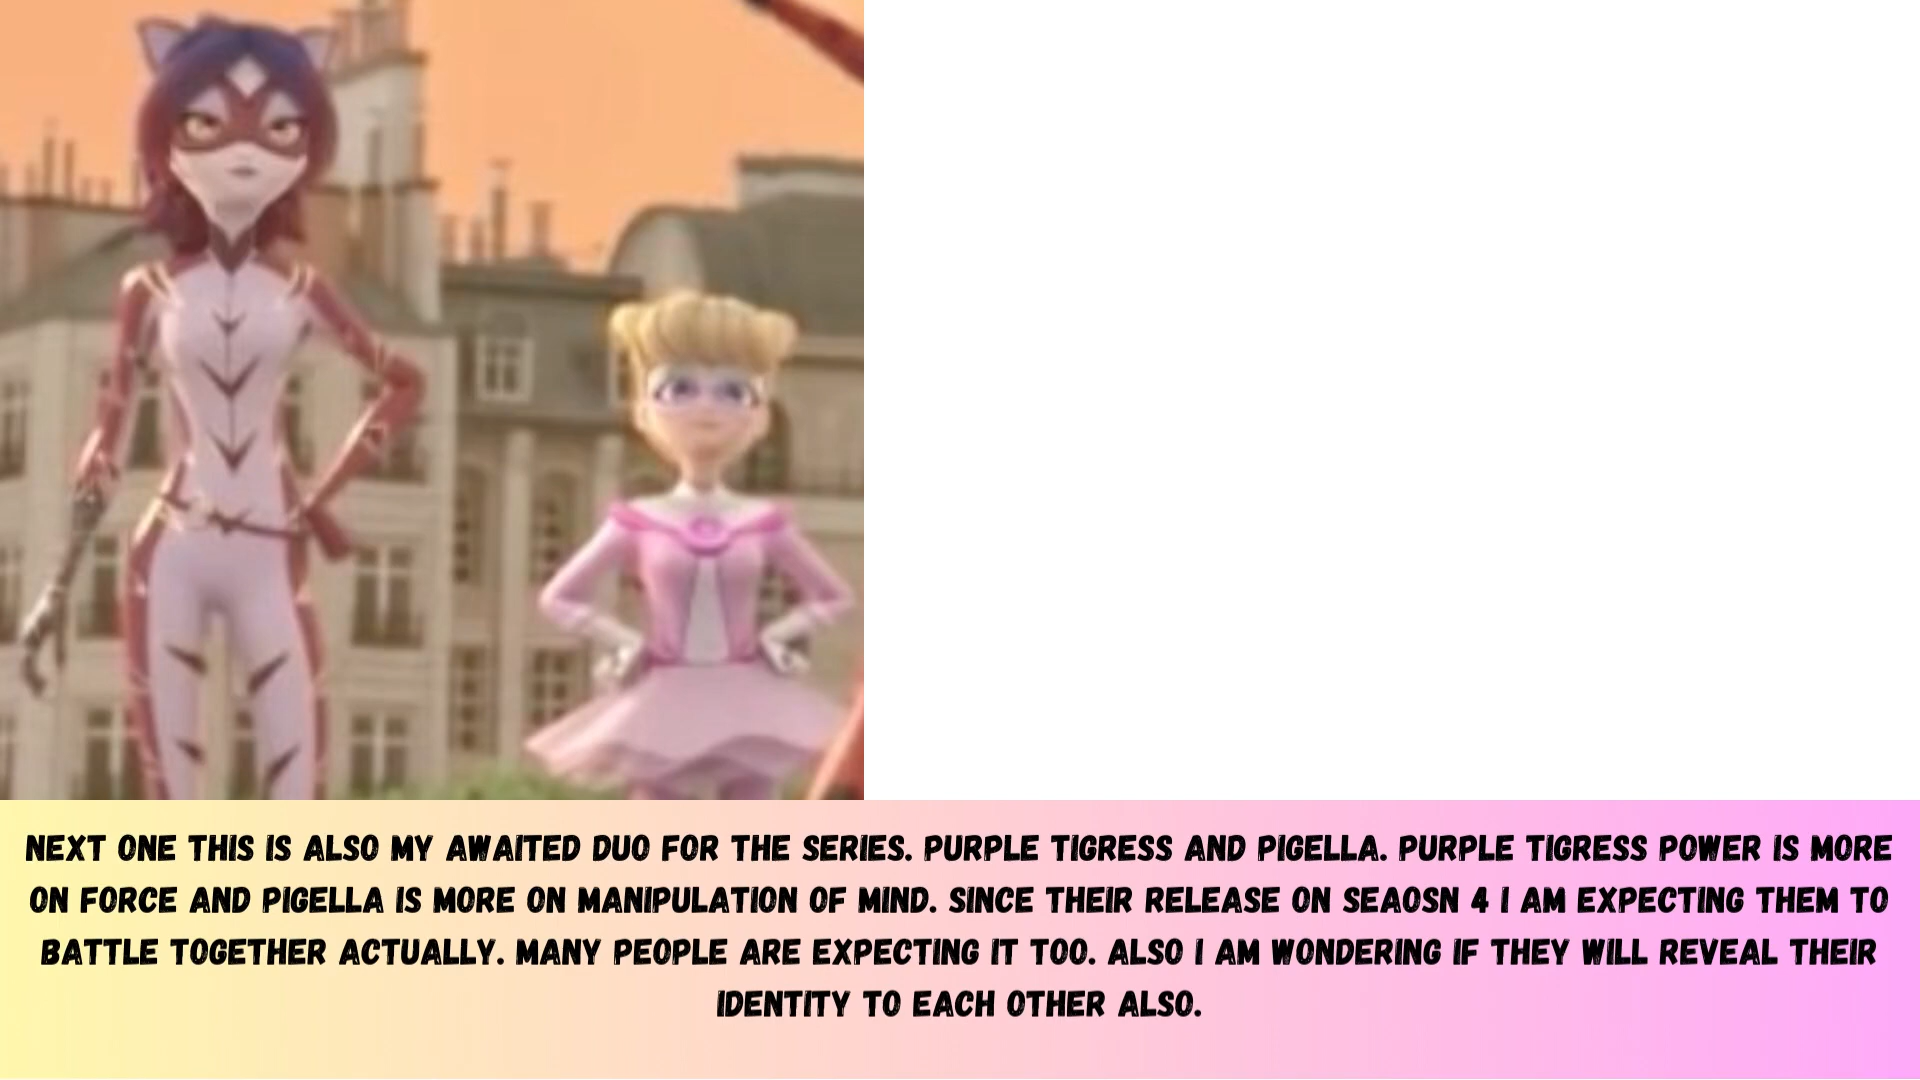 NEXT ONE THIS IS ALSO MY AWAITED DUO FOR THE SERIES. PURPLE TIGRESS AND PIGELLA. PURPLE TIGRESS POWER IS MORE
ON FORCE AND PIGELLA IS MORE ON MANIPULATION OF MIND. SINCE THEIR RELEASE ON SEAOSN 4 I AM EXPECTING THEM TO
BATTLE TOGETHER ACTUALLY. MANY PEOPLE ARE EXPECTING IT TOO. ALSO I AM WONDERING IF THEY WILL REVEAL THEIR
IDENTITY TO EACH OTHER ALSO.